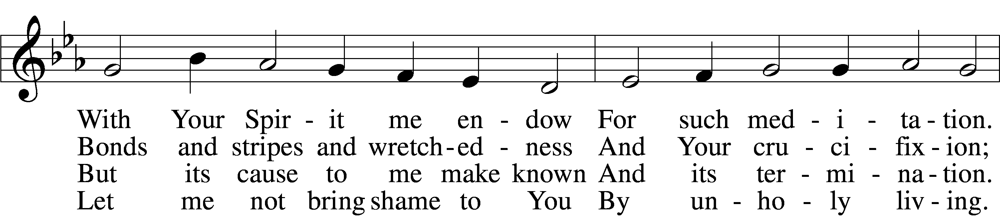 With Your Spir - it me en - dow For such med - i - ta - tion.
Bonds and stripes and wretch - ed - ness And Your cru - ci - fix - ion;
But its cause to me make known And its ter - mi - na - tion.
Let me not bring shame to You By un - ho - ly liv - ing.